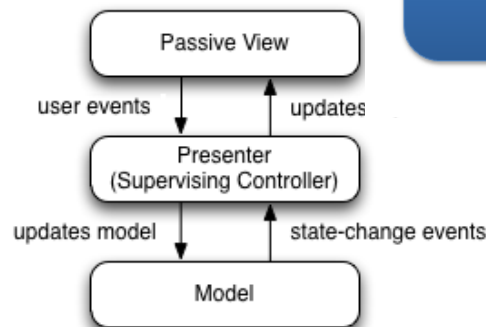 Passive View
user events
updates
Presenter
(Supervising Controller)
updates model
state-change events
Model